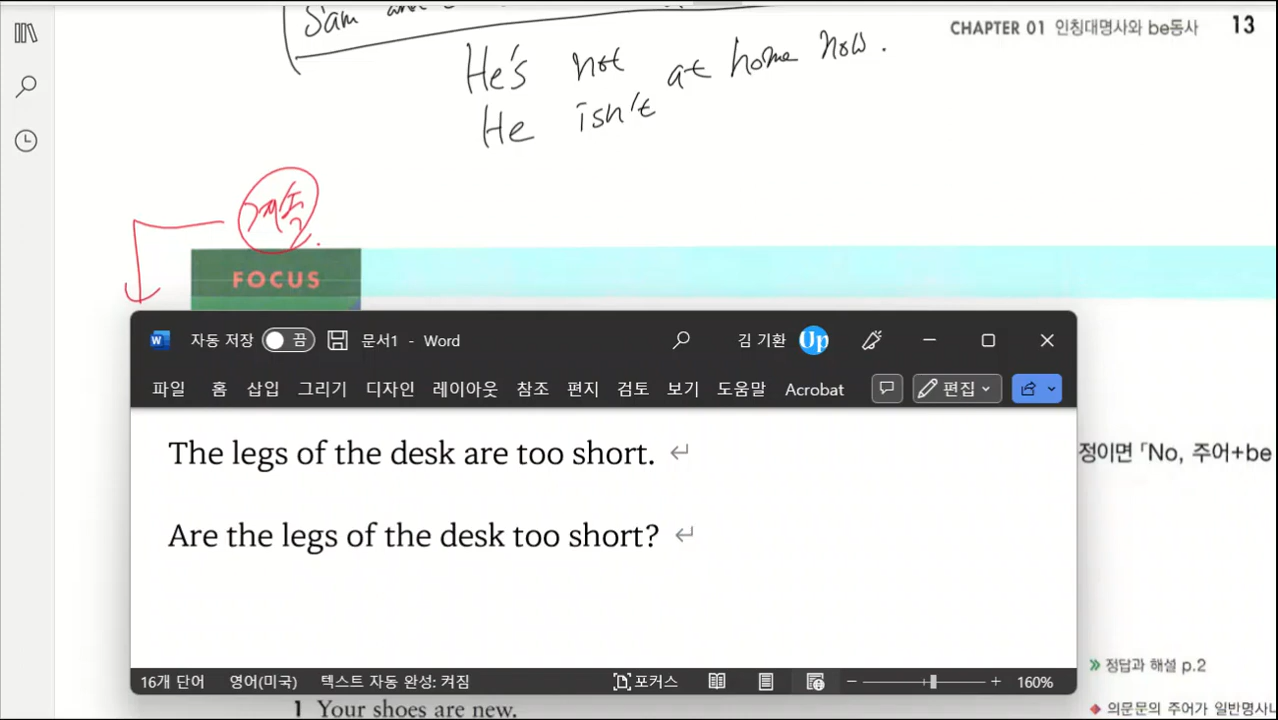 Sam and
CHAPTER 01 인칭대명사와 be동사 13
He's not at home now.
He isn't
FOCUS
자동 저장 끔 문서1 - Word 김 기환 Up
파일 홈 삽입 그리기 디자인 레이아웃 참조 편지 검토 보기 도움말 Acrobat 편집
The legs of the desk are too short.
정이면 「No, 주어+be
Are the legs of the desk too short?
정답과 해설 p.2
16개 단어 영어(미국) 텍스트 자동 완성: 켜짐 포커스 160%
1 Your shoes are new.
의문문의 주어가 일반명사